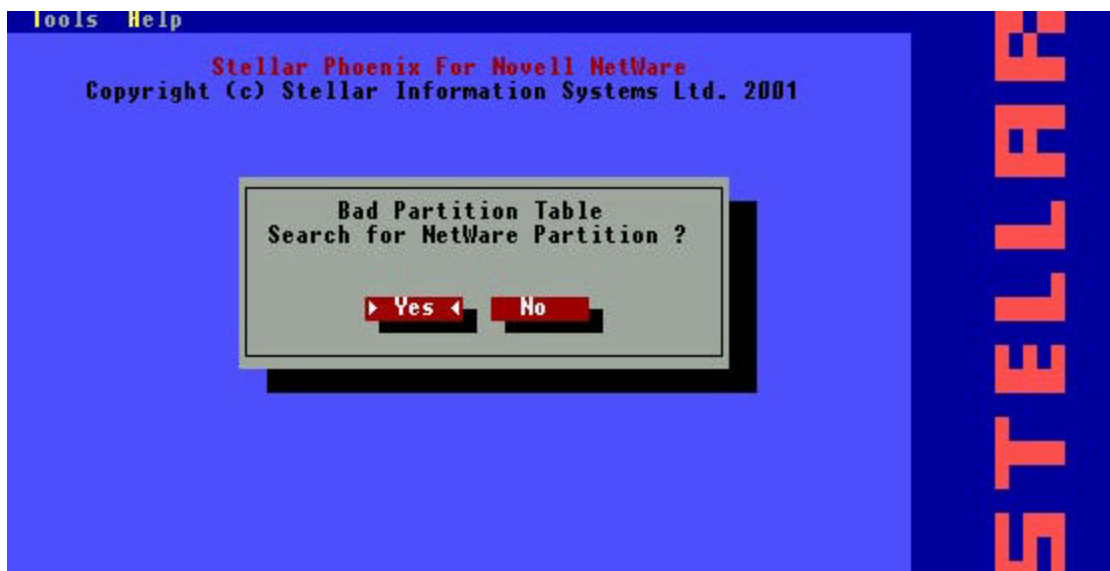 Tools Help
Stellar Phoenix For Novell NetWare
Copyright (c) Stellar Information Systems Ltd. 2001
Bad Partition Table
Search for NetWare Partition ?
Yes No
STELLAR